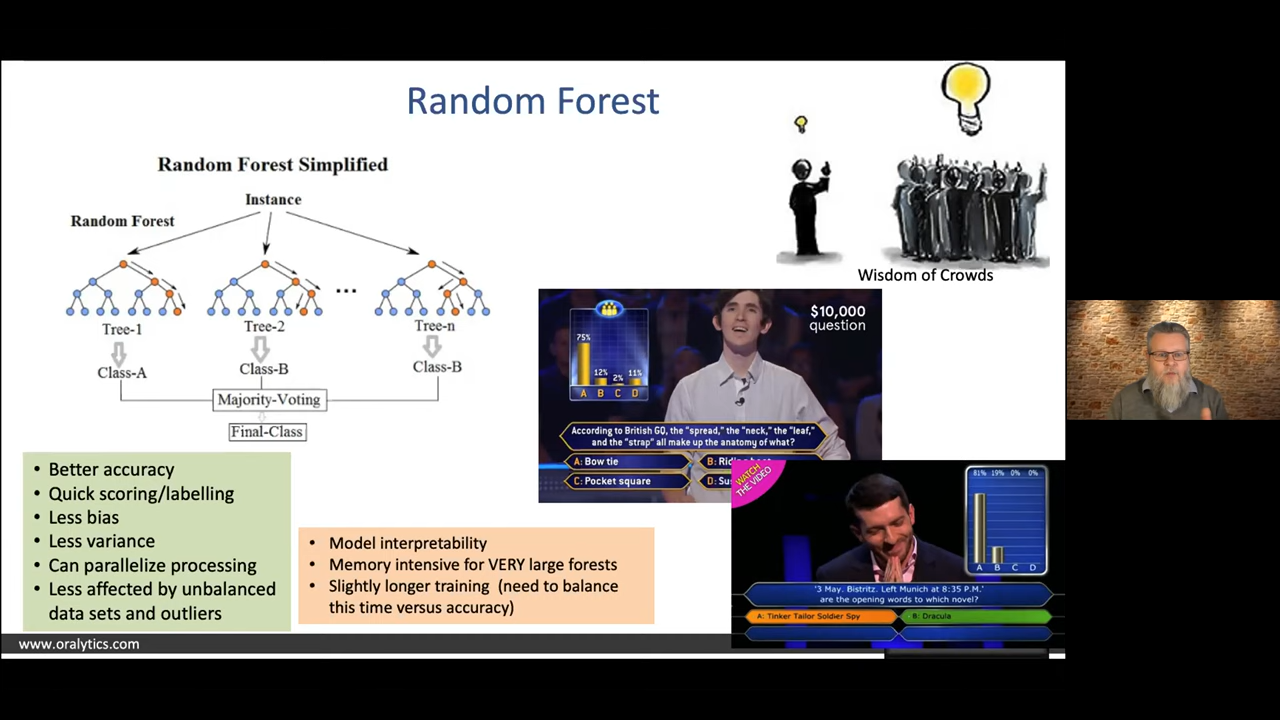 Random Forest
Random Forest Simplified
Instance
Random Forest
...
Tree-1
Tree-2
Tree-n
Class-A
Class-B
Class-B
Majority-Voting
Final-Class
• Better accuracy
• Quick scoring/labelling
• Less bias
• Less variance
• Can parallelize processing
• Less affected by unbalanced
data sets and outliers
• Model interpretability
• Memory intensive for VERY large forests
• Slightly longer training (need to balance
this time versus accuracy)
Wisdom of Crowds
$10,000
question
75%
12%
2%
11%
A B C D
According to British GQ, the "spread," the "neck," the "leaf,"
and the "strap" all make up the anatomy of what?
A: Bow tie
B:
C: Pocket square
D:
WATCH
THE VIDEO
81% 19% 0% 0%
A B C D
'3 May. Bistritz. Left Munich at 8:35 P.M.'
are the opening words to which novel?
A: Tinker Tailor Soldier Spy
B: Dracula
www.oralytics.com